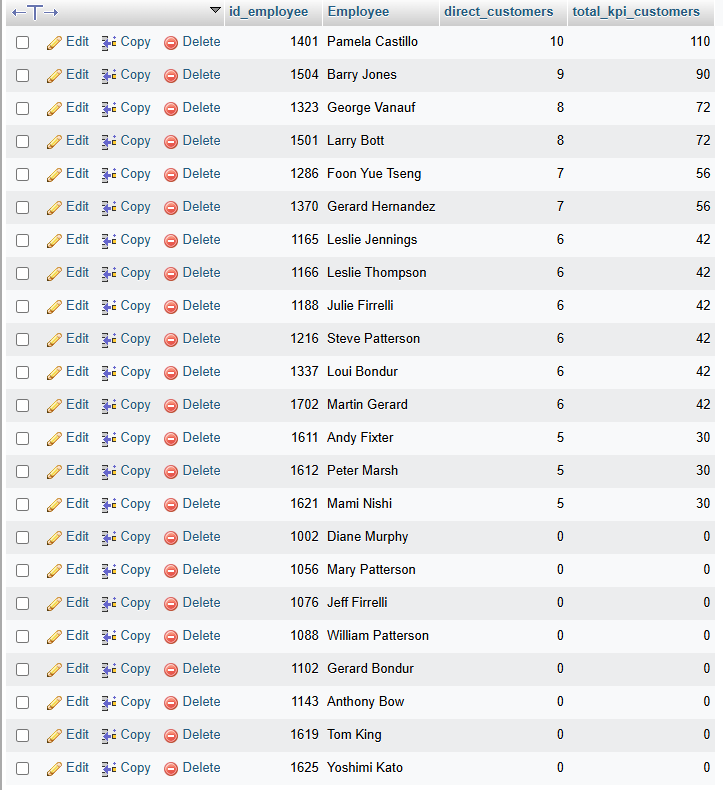 ←T→ id_employee Employee direct_customers total_kpi_customers
Edit Copy Delete 1401 Pamela Castillo 10 110
Edit Copy Delete 1504 Barry Jones 9 90
Edit Copy Delete 1323 George Vanauf 8 72
Edit Copy Delete 1501 Larry Bott 8 72
Edit Copy Delete 1286 Foon Yue Tseng 7 56
Edit Copy Delete 1370 Gerard Hernandez 7 56
Edit Copy Delete 1165 Leslie Jennings 6 42
Edit Copy Delete 1166 Leslie Thompson 6 42
Edit Copy Delete 1188 Julie Firrelli 6 42
Edit Copy Delete 1216 Steve Patterson 6 42
Edit Copy Delete 1337 Loui Bondur 6 42
Edit Copy Delete 1702 Martin Gerard 6 42
Edit Copy Delete 1611 Andy Fixter 5 30
Edit Copy Delete 1612 Peter Marsh 5 30
Edit Copy Delete 1621 Mami Nishi 5 30
Edit Copy Delete 1002 Diane Murphy 0 0
Edit Copy Delete 1056 Mary Patterson 0 0
Edit Copy Delete 1076 Jeff Firrelli 0 0
Edit Copy Delete 1088 William Patterson 0 0
Edit Copy Delete 1102 Gerard Bondur 0 0
Edit Copy Delete 1143 Anthony Bow 0 0
Edit Copy Delete 1619 Tom King 0 0
Edit Copy Delete 1625 Yoshimi Kato 0 0